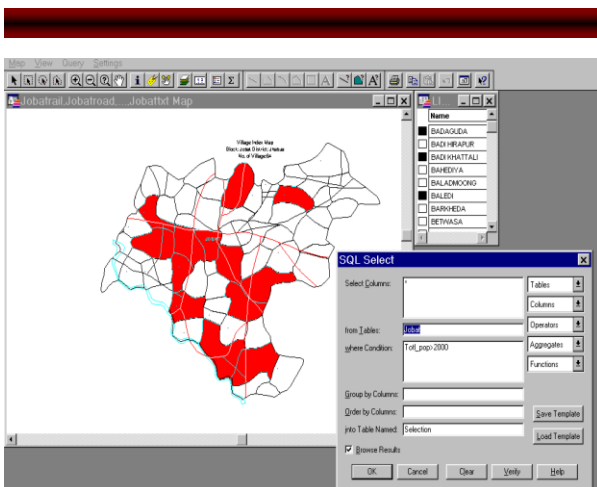 Map View Query Settings
Jobatrail,Jobatroad,...,Jobattxt Map
Village Index Map
Block: Jobat District: Jhabua
No. of Village:64
LI...
Name
BADAGUDA
BADI HIRAPUR
BADI KHATTALI
BAHEDIYA
BALADMOONG
BALEDI
BARKHEDA
BETWASA
SQL Select
Select Columns: *
Tables
Columns
from Tables: Jobat
Operators
where Condition: Totl_pop>2000
Aggregates
Functions
Group by Columns:
Order by Columns:
Save Template
into Table Named: Selection
Load Template
Browse Results
OK Cancel Clear Verify Help